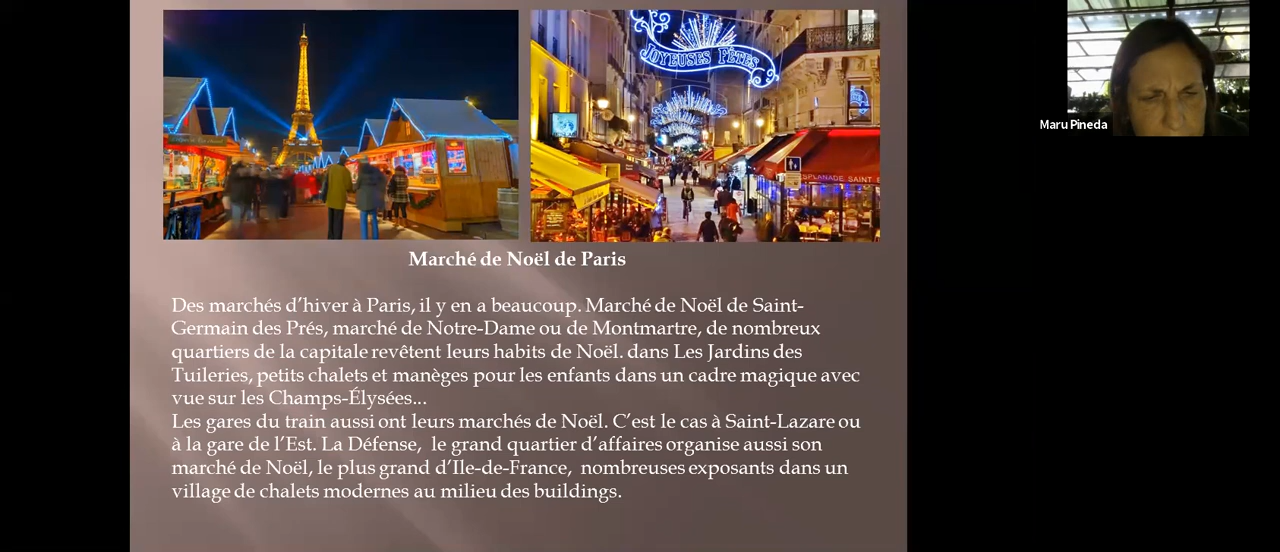 JOYEUSES FÊTES
ESPLANADE SAINT
Maru Pineda
Marché de Noël de Paris
Des marchés d’hiver à Paris, il y en a beaucoup. Marché de Noël de Saint-
Germain des Prés, marché de Notre-Dame ou de Montmartre, de nombreux
quartiers de la capitale revêtent leurs habits de Noël. dans Les Jardins des
Tuileries, petits chalets et manèges pour les enfants dans un cadre magique avec
vue sur les Champs-Élysées...
Les gares du train aussi ont leurs marchés de Noël. C’est le cas à Saint-Lazare ou
à la gare de l’Est. La Défense, le grand quartier d’affaires organise aussi son
marché de Noël, le plus grand d’Ile-de-France, nombreuses exposants dans un
village de chalets modernes au milieu des buildings.